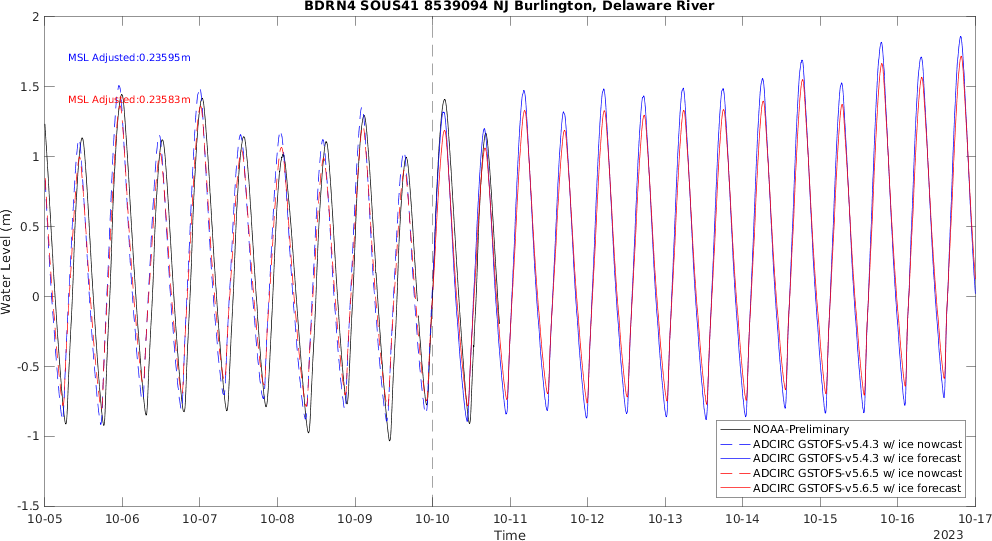 BDRN4 SOUS41 8539094 NJ Burlington, Delaware River
MSL Adjusted:0.23595m
MSL Adjusted:0.23583m
Water Level (m)
2
1.5
1
0.5
0
-0.5
-1
-1.5
NOAA-Preliminary
ADCIRC GSTOFS-v5.4.3 w/ ice nowcast
ADCIRC GSTOFS-v5.4.3 w/ ice forecast
ADCIRC GSTOFS-v5.6.5 w/ ice nowcast
ADCIRC GSTOFS-v5.6.5 w/ ice forecast
10-05 10-06 10-07 10-08 10-09 10-10 10-11 10-12 10-13 10-14 10-15 10-16 10-17
Time
2023